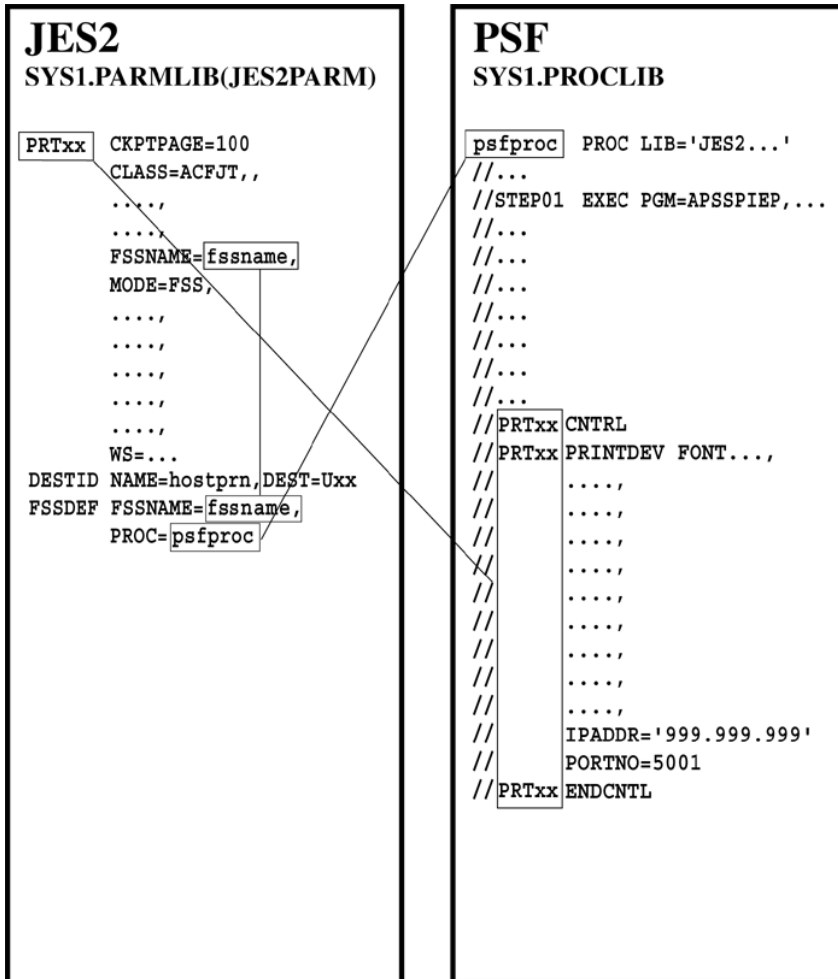 JES2
SYS1.PARMLIB(JES2PARM)
PRTxx CKPTPAGE=100
CLASS=ACFJT,,
....,
....,
FSSNAME=fssname,
MODE=FSS,
....,
....,
....,
....,
....,
WS=...
DESTID NAME=hostprn,DEST=Uxx
FSSDEF FSSNAME=fssname,
PROC=psfproc
PSF
SYS1.PROCLIB
psfproc PROC LIB='JES2...'
//...
//STEP01 EXEC PGM=APSSPIEP,...
//...
//...
//...
//...
//...
//...
//...
//PRTxx CNTRL
//PRTxx PRINTDEV FONT...,
// ....,
// ....,
// ....,
// ....,
// ....,
// ....,
// ....,
// ....,
// ....,
// IPADDR='999.999.999'
// PORTNO=5001
//PRTxx ENDCNTL